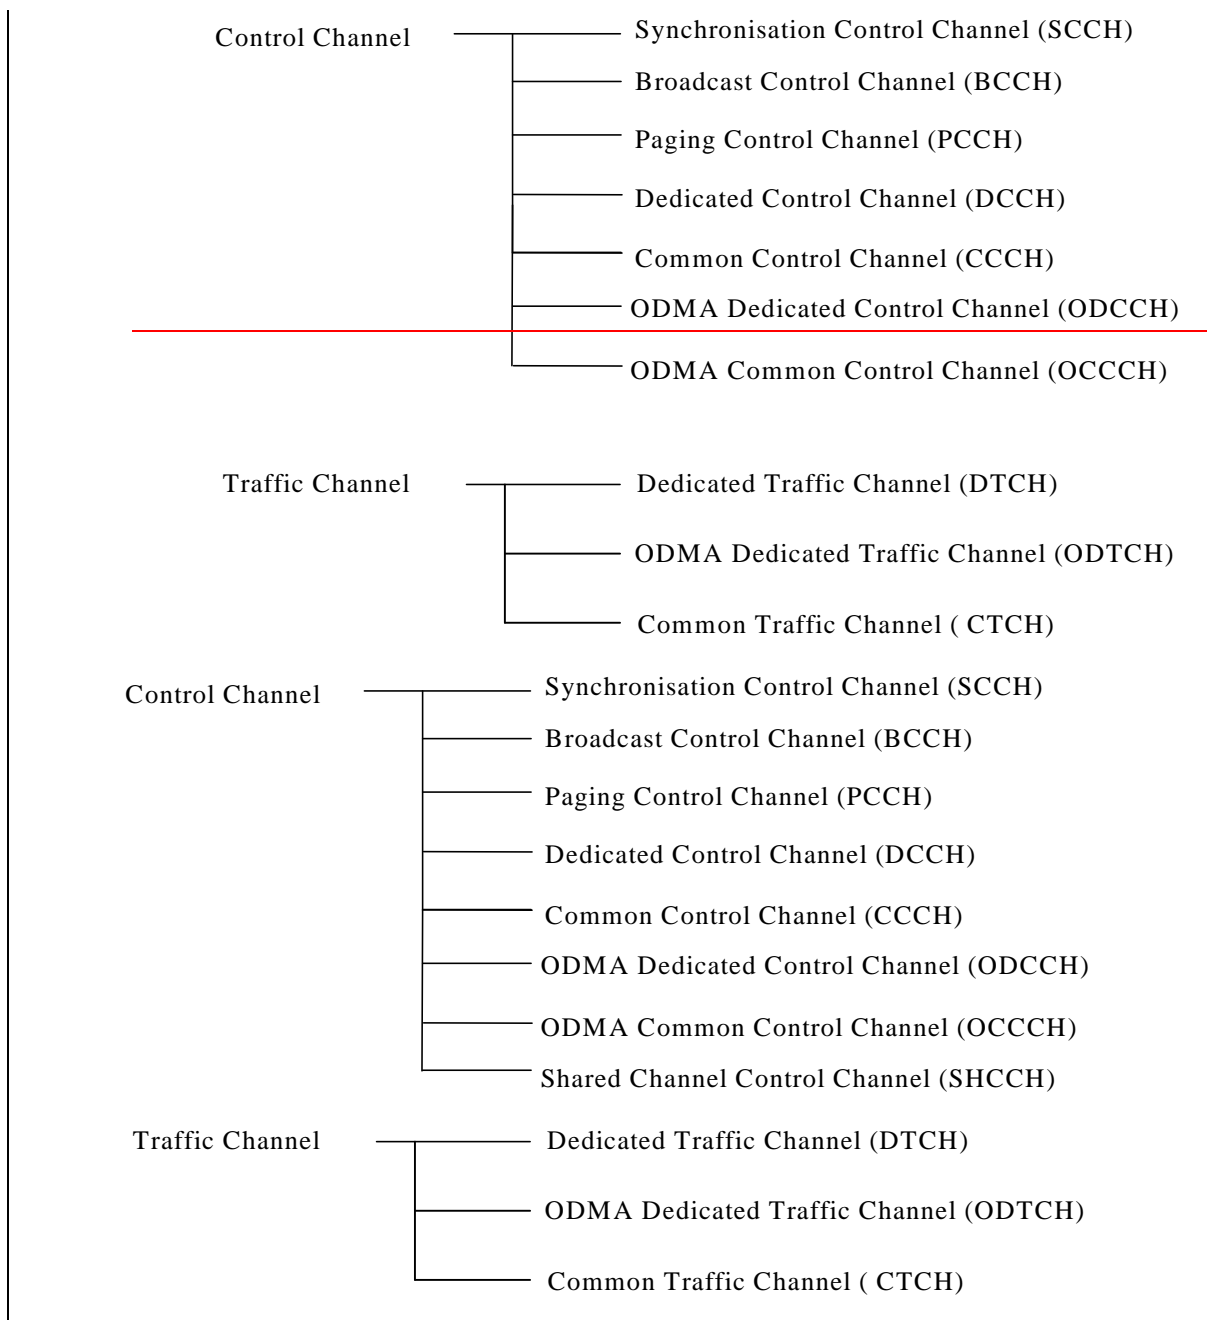 Control Channel
Synchronisation Control Channel (SCCH)
Broadcast Control Channel (BCCH)
Paging Control Channel (PCCH)
Dedicated Control Channel (DCCH)
Common Control Channel (CCCH)
ODMA Dedicated Control Channel (ODCCH)
ODMA Common Control Channel (OCCCH)
Traffic Channel
Dedicated Traffic Channel (DTCH)
ODMA Dedicated Traffic Channel (ODTCH)
Common Traffic Channel ( CTCH)
Control Channel
Synchronisation Control Channel (SCCH)
Broadcast Control Channel (BCCH)
Paging Control Channel (PCCH)
Dedicated Control Channel (DCCH)
Common Control Channel (CCCH)
ODMA Dedicated Control Channel (ODCCH)
ODMA Common Control Channel (OCCCH)
Shared Channel Control Channel (SHCCH)
Traffic Channel
Dedicated Traffic Channel (DTCH)
ODMA Dedicated Traffic Channel (ODTCH)
Common Traffic Channel ( CTCH)